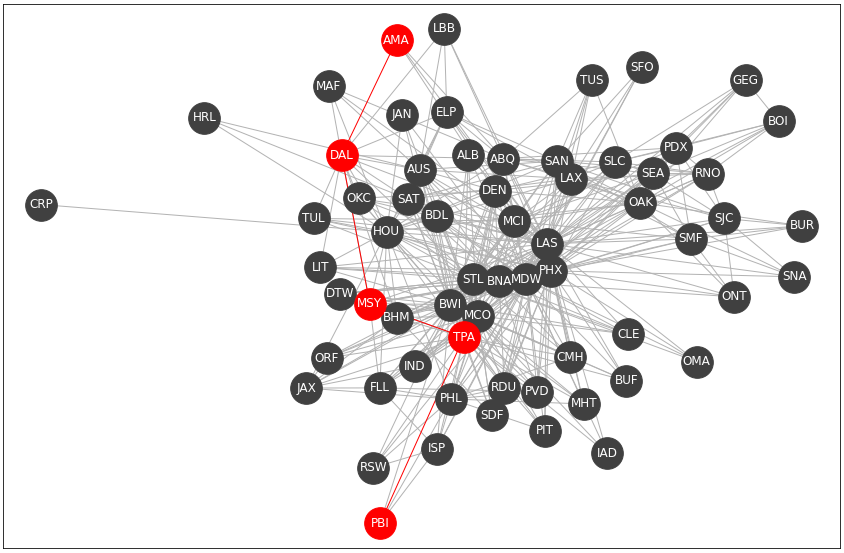 LBB
AMA
SFO
TUS
GEG
MAF
JAN
ELP
HRL
BOI
DAL
ALB
ABQ
SAN
SLC
PDX
AUS
LAX
SEA
RNO
OKC
SAT
DEN
CRP
TUL
BDL
MCI
OAK
SJC
HOU
LAS
SMF
BUR
LIT
STL
BNA
MDW
PHX
SNA
DTW
MSY
BWI
ONT
BHM
MCO
TPA
CLE
ORF
IND
CMH
OMA
JAX
FLL
PHL
RDU
PVD
BUF
SDF
MHT
PIT
ISP
IAD
RSW
PBI